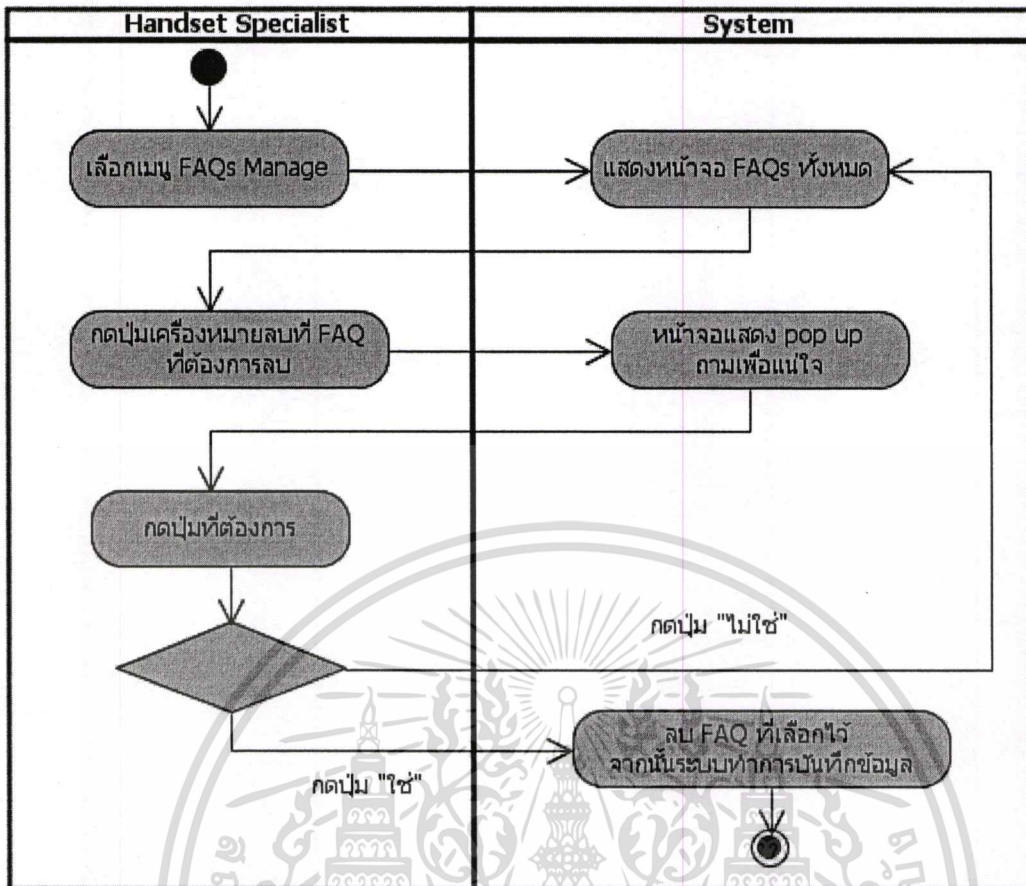 Handset Specialist
System
เลือกเมนู FAQs Manage
แสดงหน้าจอ FAQs ทั้งหมด
กดปุ่มเครื่องหมายลบที่ FAQ
ที่ต้องการลบ
หน้าจอแสดง pop up
ถามเพื่อแน่ใจ
กดปุ่มที่ต้องการ
กดปุ่ม "ไม่ใช่"
ลบ FAQ ที่เลือกไว้
จากนั้นระบบทำการบันทึกข้อมูล
กดปุ่ม "ใช่"